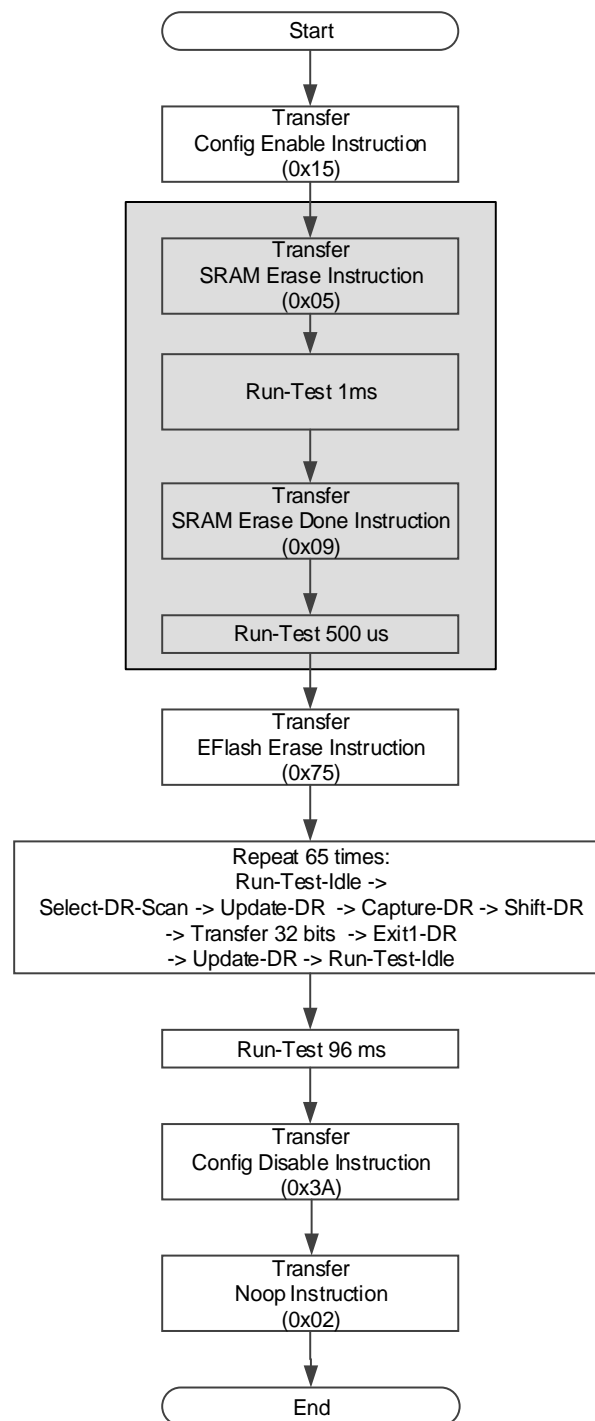 Start
Transfer
Config Enable Instruction
(0x15)
Transfer
SRAM Erase Instruction
(0x05)
Run-Test 1ms
Transfer
SRAM Erase Done Instruction
(0x09)
Run-Test 500 us
Transfer
EFlash Erase Instruction
(0x75)
Repeat 65 times:
Run-Test-Idle ->
Select-DR-Scan -> Update-DR -> Capture-DR -> Shift-DR
-> Transfer 32 bits -> Exit1-DR
-> Update-DR -> Run-Test-Idle
Run-Test 96 ms
Transfer
Config Disable Instruction
(0x3A)
Transfer
Noop Instruction
(0x02)
End